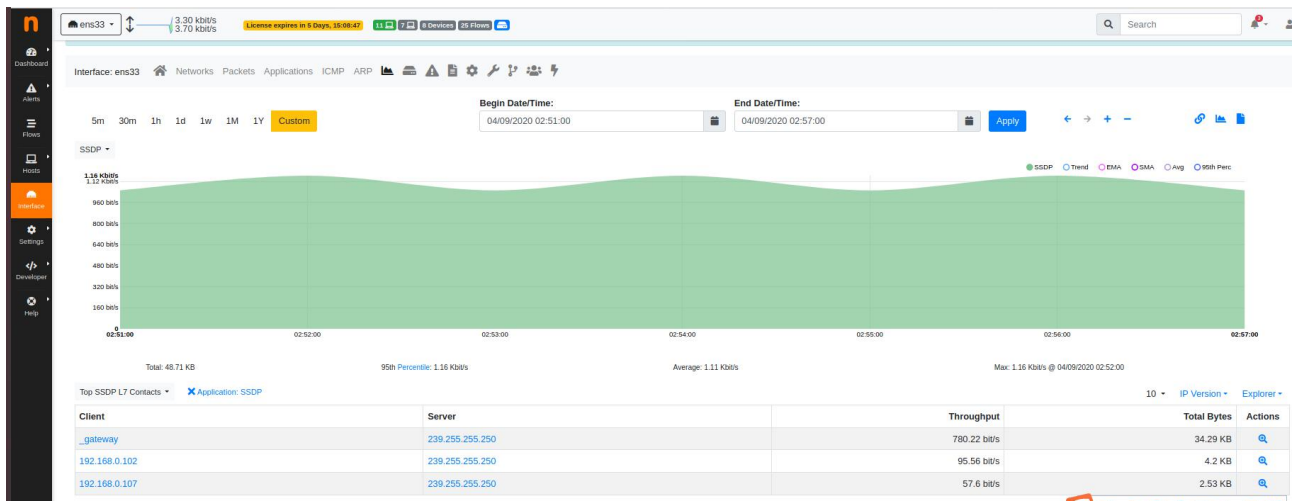 n
ens33
3.30 kbit/s
3.70 kbit/s
License expires in 5 Days, 15:08:47
11
7
8 Devices
25 Flows
Search
Dashboard
Alerts
Flows
Hosts
Interface
Settings
Developer
Help
Interface: ens33 Networks Packets Applications ICMP ARP
Begin Date/Time: End Date/Time:
5m 30m 1h 1d 1w 1M 1Y Custom 04/09/2020 02:51:00 04/09/2020 02:57:00 Apply
SSDP
SSDP Trend EMA SMA Avg 95th Perc
1.16 Kbit/s
1.12 Kbit/s
960 bit/s
800 bit/s
640 bit/s
480 bit/s
320 bit/s
160 bit/s
0
02:51:00 02:52:00 02:53:00 02:54:00 02:55:00 02:56:00 02:57:00
Total: 48.71 KB 95th Percentile: 1.16 Kbit/s Average: 1.11 Kbit/s Max: 1.16 Kbit/s @ 04/09/2020 02:52:00
Top SSDP L7 Contacts Application: SSDP 10 IP Version Explorer
Client Server Throughput Total Bytes Actions
_gateway 239.255.255.250 780.22 bit/s 34.29 KB
192.168.0.102 239.255.255.250 95.56 bit/s 4.2 KB
192.168.0.107 239.255.255.250 57.6 bit/s 2.53 KB